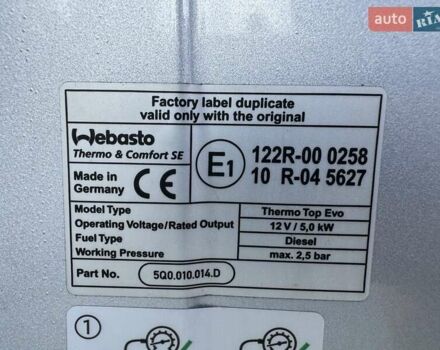 auto RIA
Factory label duplicate
valid only with the original
Webasto
Thermo & Comfort SE
Made in
Germany
CE
E1
122R-00 0258
10 R-04 5627
Model Type Thermo Top Evo
Operating Voltage/Rated Output 12 V / 5,0 kW
Fuel Type Diesel
Working Pressure max. 2,5 bar
Part No. 5Q0.010.014.D
1